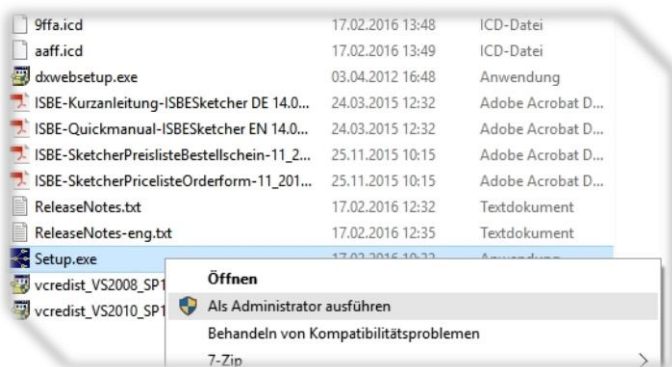 9ffa.icd 17.02.2016 13:48 ICD-Datei
aaff.icd 17.02.2016 13:49 ICD-Datei
dxwebsetup.exe 03.04.2012 16:48 Anwendung
ISBE-Kurzanleitung-ISBESketcher DE 14.0... 24.03.2015 12:32 Adobe Acrobat D...
ISBE-Quickmanual-ISBESketcher EN 14.0... 24.03.2015 12:32 Adobe Acrobat D...
ISBE-SketcherPreislisteBestellschein-11_2... 25.11.2015 10:15 Adobe Acrobat D...
ISBE-SketcherPricelisteOrderform-11_201... 25.11.2015 10:15 Adobe Acrobat D...
ReleaseNotes.txt 17.02.2016 12:32 Textdokument
ReleaseNotes-eng.txt 17.02.2016 12:35 Textdokument
Setup.exe
vcredist_VS2008_SP1
vcredist_VS2010_SP1
Öffnen
Als Administrator ausführen
Behandeln von Kompatibilitätsproblemen
7-Zip